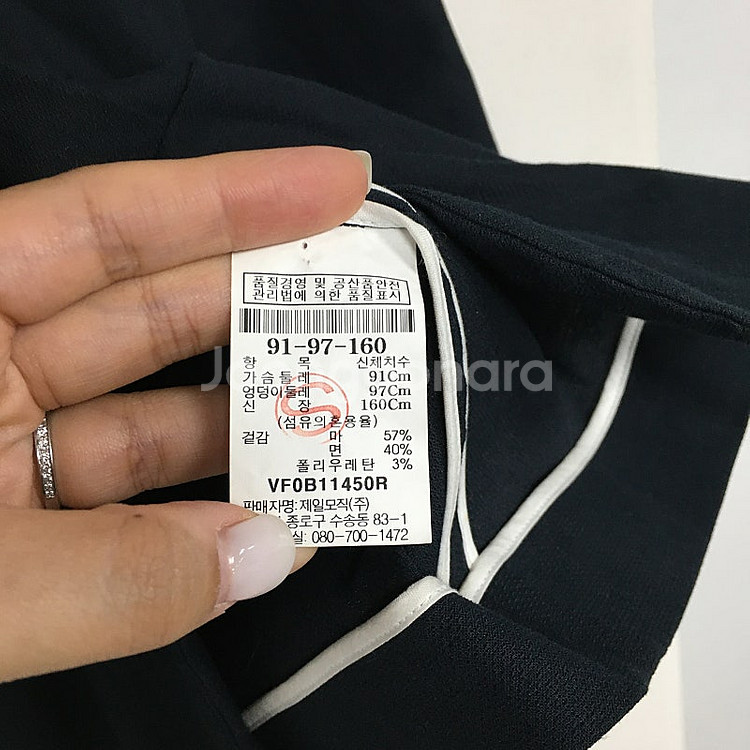 품질경영 및 공산품안전
관리법에 의한 품질표시
91-97-160
항 목 신체치수
가슴둘레 91Cm
엉덩이둘레 97Cm
신 장 160Cm
(섬유의혼용율)
겉감 마 57%
면 40%
폴리우레탄 3%
VF0B11450R
판매자명: 제일모직(주)
종로구 수송동 83-1
실: 080-700-1472